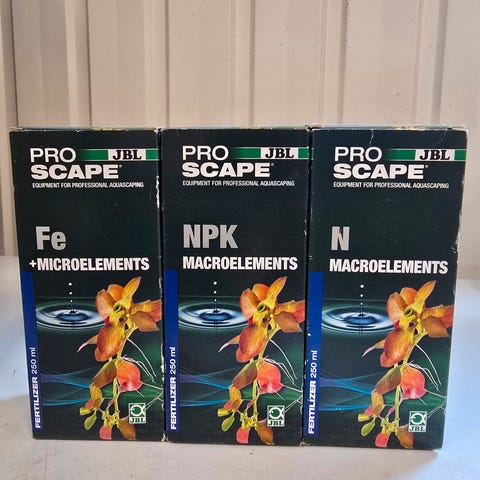 PRO JBL
SCAPE®
EQUIPMENT FOR PROFESSIONAL AQUASCAPING
Fe
+MICROELEMENTS
FERTILIZER 250 ml
JBL
PRO JBL
SCAPE®
EQUIPMENT FOR PROFESSIONAL AQUASCAPING
NPK
MACROELEMENTS
FERTILIZER 250 ml
JBL
PRO JBL
SCAPE®
EQUIPMENT FOR PROFESSIONAL AQUASCAPING
N
MACROELEMENTS
FERTILIZER 250 ml
JBL